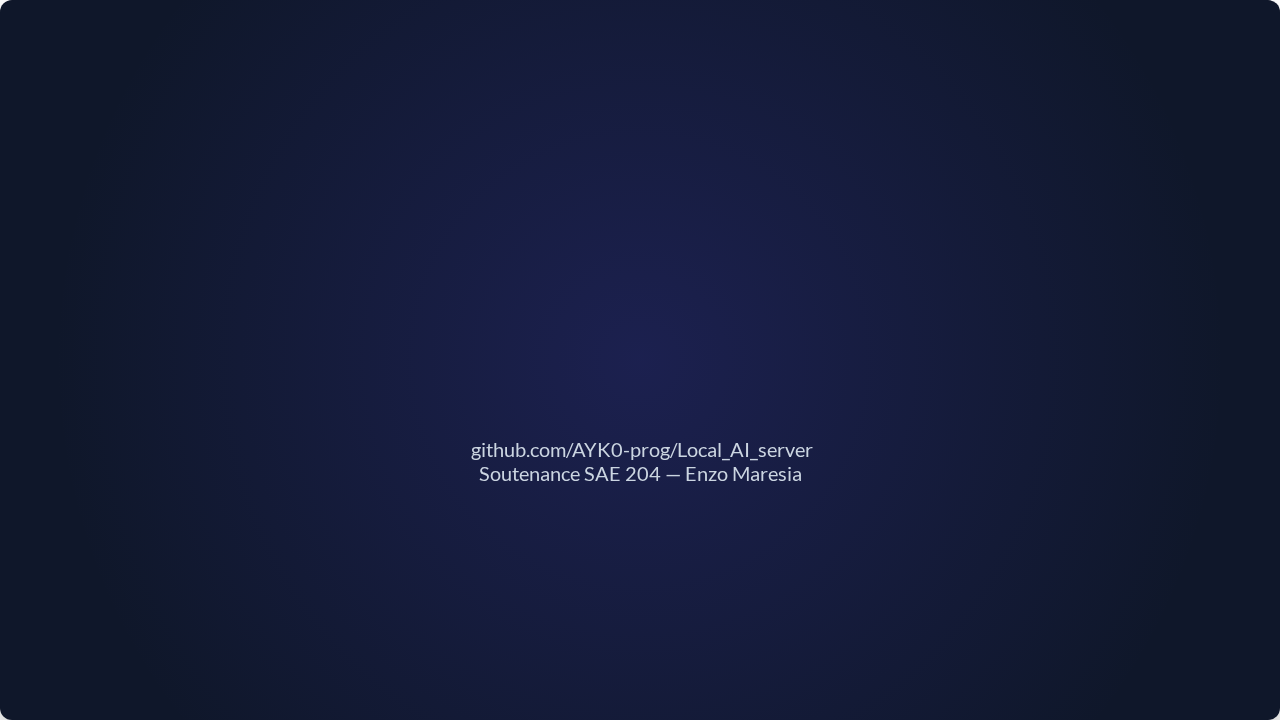 github.com/AYK0-prog/Local_AI_server
Soutenance SAE 204 — Enzo Maresia